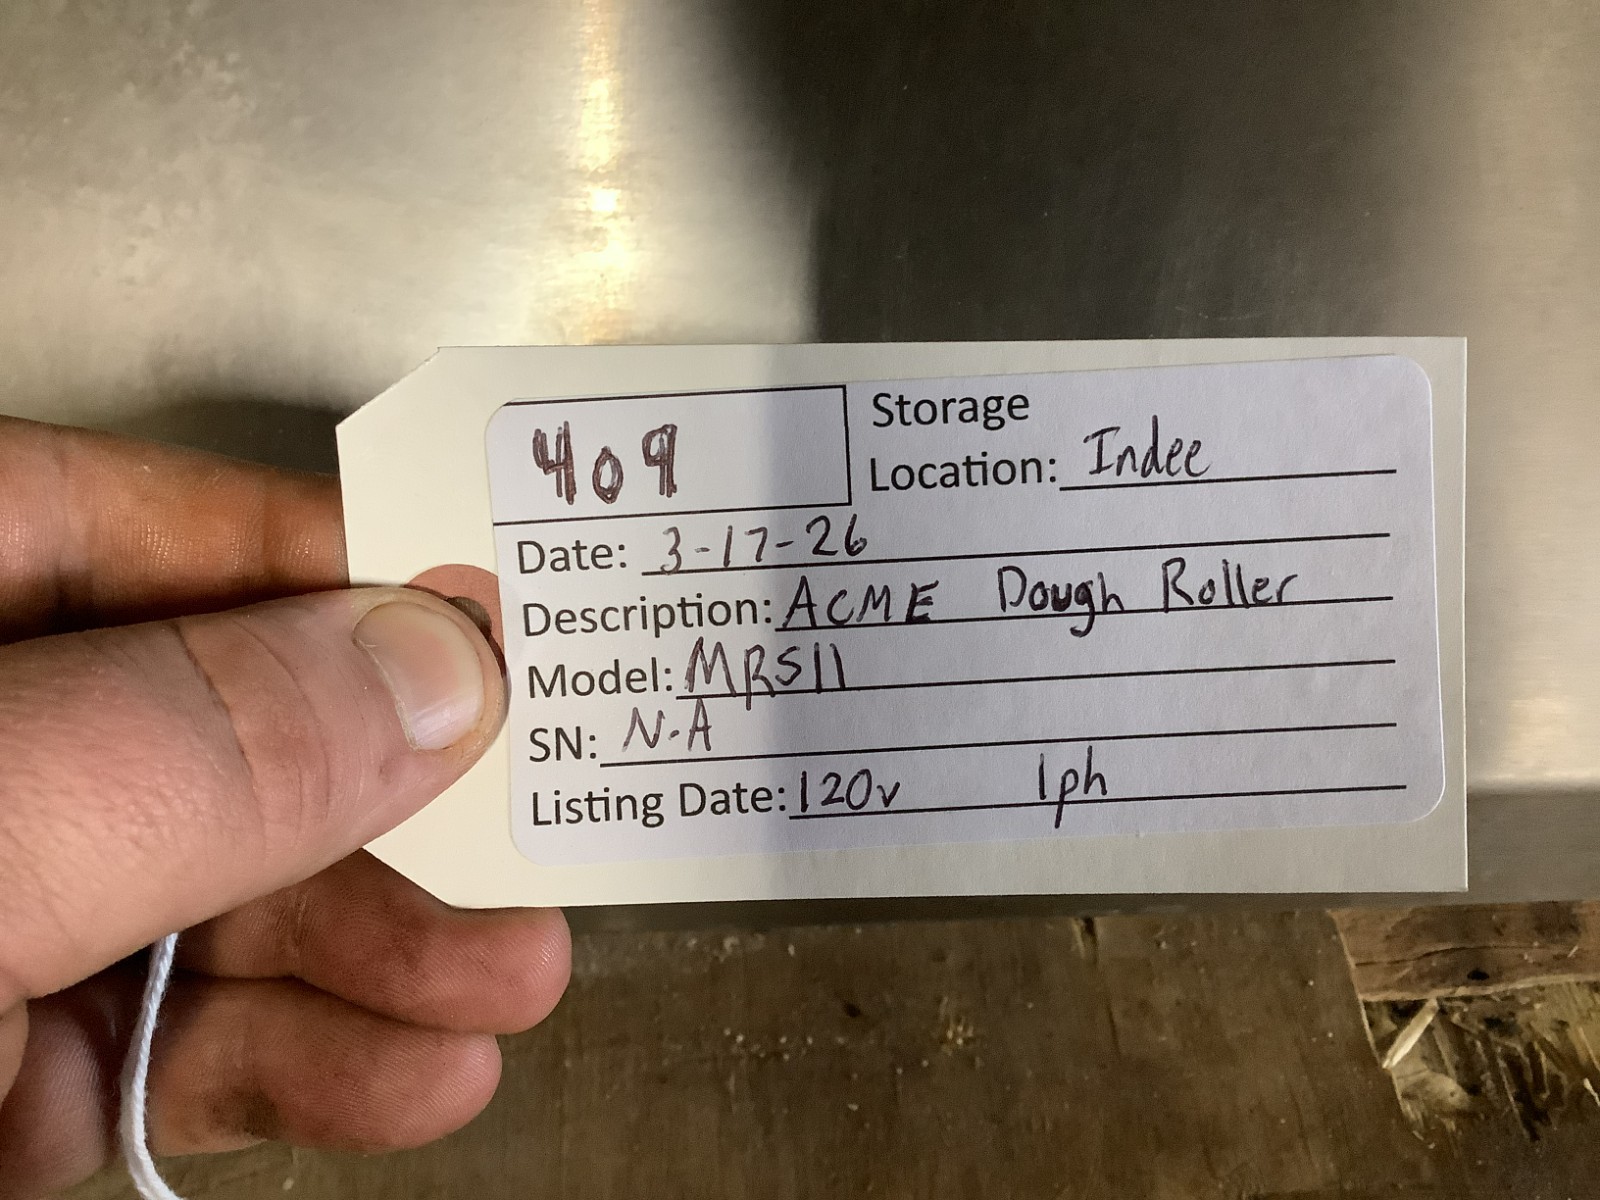 409
Storage
Location: Indee
Date: 3-17-26
Description: ACME Dough Roller
Model: MRS11
SN: N-A
Listing Date: 120v 1ph